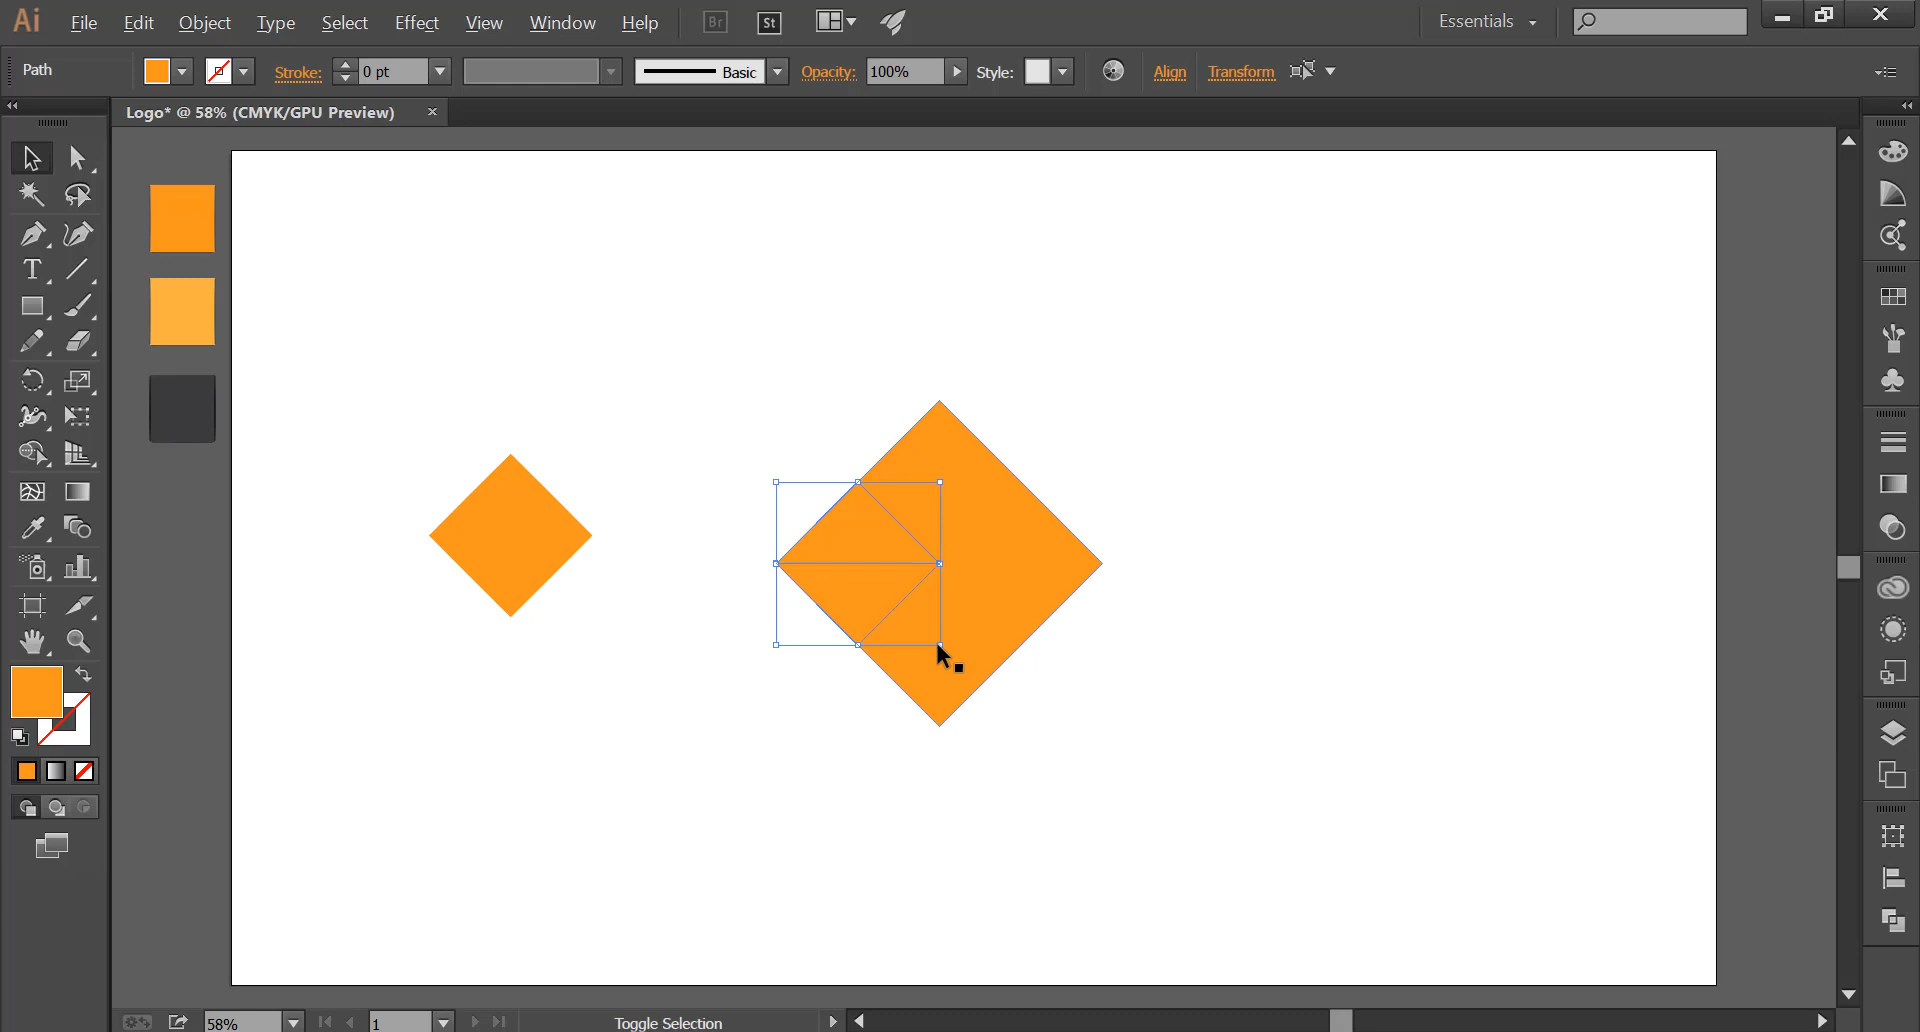 Ai File Edit Object Type Select Effect View Window Help Br St Essentials
Path Stroke: 0 pt Basic Opacity: 100% Style: Align Transform
Logo* @ 58% (CMYK/GPU Preview)
T
58% 1 Toggle Selection